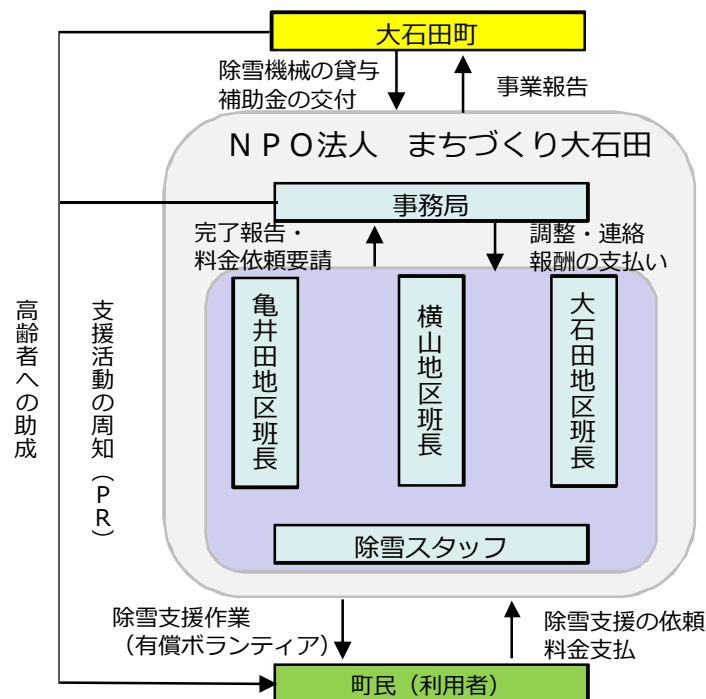 大石田町
除雪機械の貸与
補助金の交付
事業報告
ＮＰＯ法人　まちづくり大石田
事務局
完了報告・
料金依頼要請
調整・連絡
報酬の支払い
高齢者への助成
支援活動の周知（ＰＲ）
亀井田地区班長
横山地区班長
大石田地区班長
除雪スタッフ
除雪支援作業
（有償ボランティア）
除雪支援の依頼
料金支払
町民（利用者）